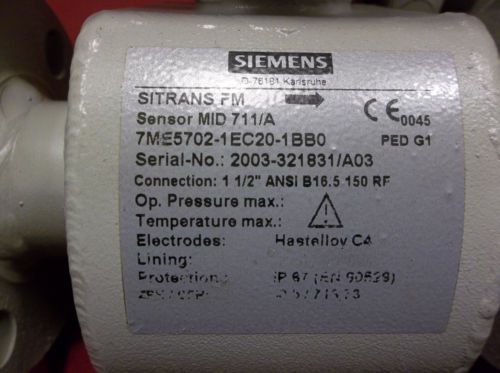 SIEMENS
D-76181 Karlsruhe
SITRANS FM
Sensor MID 711/A
CE 0045
7ME5702-1EC20-1BB0
PED G1
Serial-No.: 2003-321831/A03
Connection: 1 1/2" ANSI B16.5 150 RF
Op. Pressure max.:
Temperature max.:
Electrodes: Hastelloy C4
Lining:
Protection: IP 67 (EN 60529)